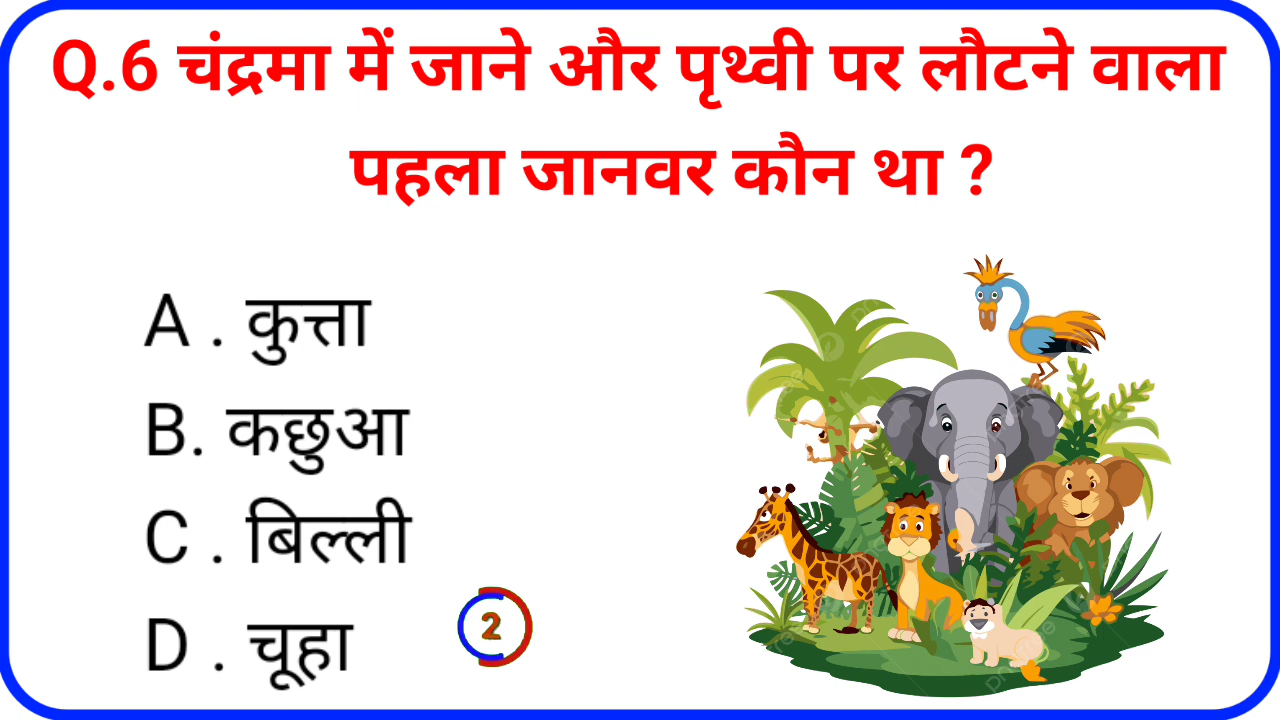 Q.6 चंद्रमा में जाने और पृथ्वी पर लौटने वाला
पहला जानवर कौन था ?
A . कुत्ता
B. कछुआ
C . बिल्ली
D . चूहा
2